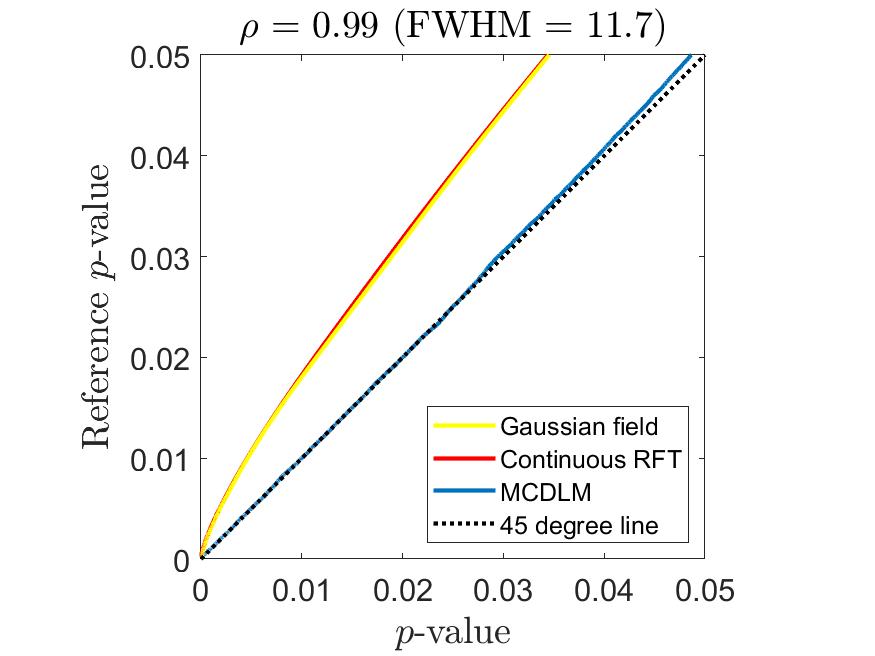 ρ = 0.99 (FWHM = 11.7)
0.05
0.04
0.03
0.02
0.01
0
Reference p-value
Gaussian field
Continuous RFT
MCDLM
45 degree line
0 0.01 0.02 0.03 0.04 0.05
p-value